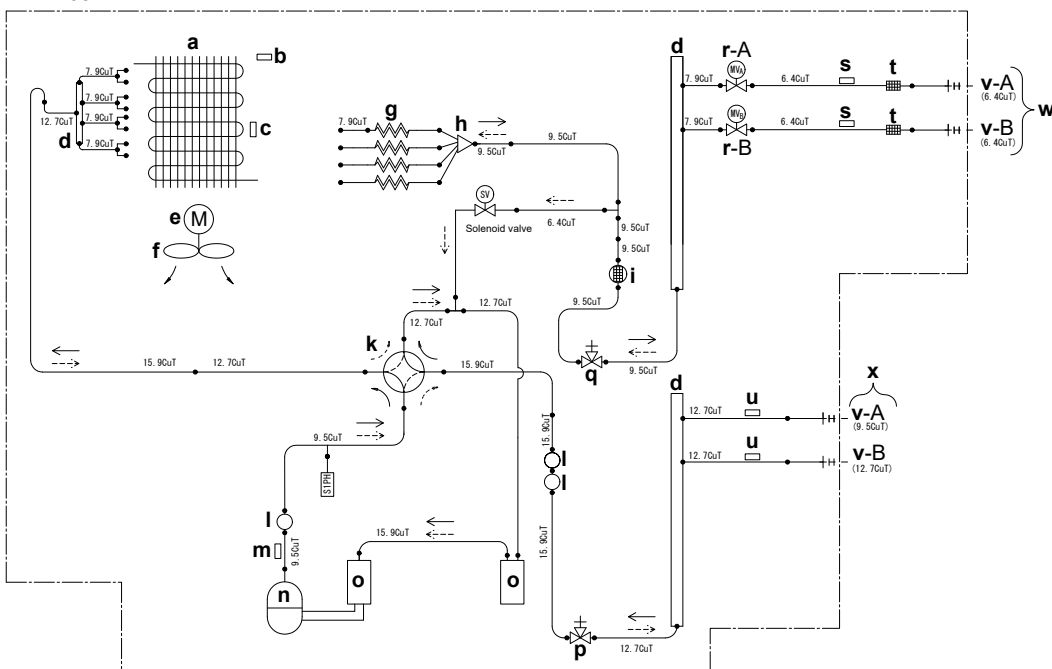 a
b
d
r-A
7.9CuT
7.9CuT
MVA
6.4CuT
s
t
v-A
(6.4CuT)
w
7.9CuT
c
g
h
7.9CuT
9.5CuT
9.5CuT
7.9CuT
MVB
6.4CuT
s
t
v-B
(6.4CuT)
12.7CuT
7.9CuT
d
7.9CuT
r-B
e
M
SV
Solenoid valve
6.4CuT
9.5CuT
9.5CuT
f
i
9.5CuT
12.7CuT
12.7CuT
k
q
9.5CuT
15.9CuT
12.7CuT
15.9CuT
d
x
12.7CuT
u
v-A
(9.5CuT)
15.9CuT
9.5CuT
12.7CuT
u
v-B
(12.7CuT)
S1PH
l
l
l
m
9.5CuT
15.9CuT
15.9CuT
n
o
o
p
12.7CuT